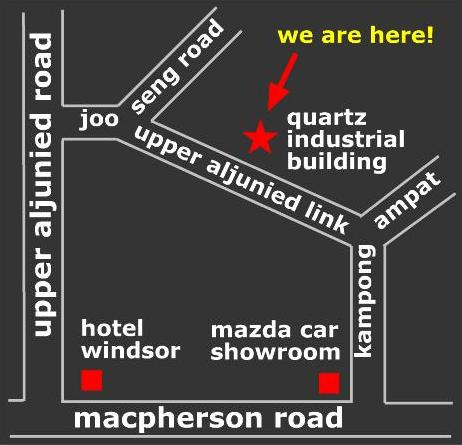 we are here!
upper aljunied road
joo
seng road
quartz
industrial
building
upper aljunied link
ampat
kampong
hotel
windsor
mazda car
showroom
macpherson road